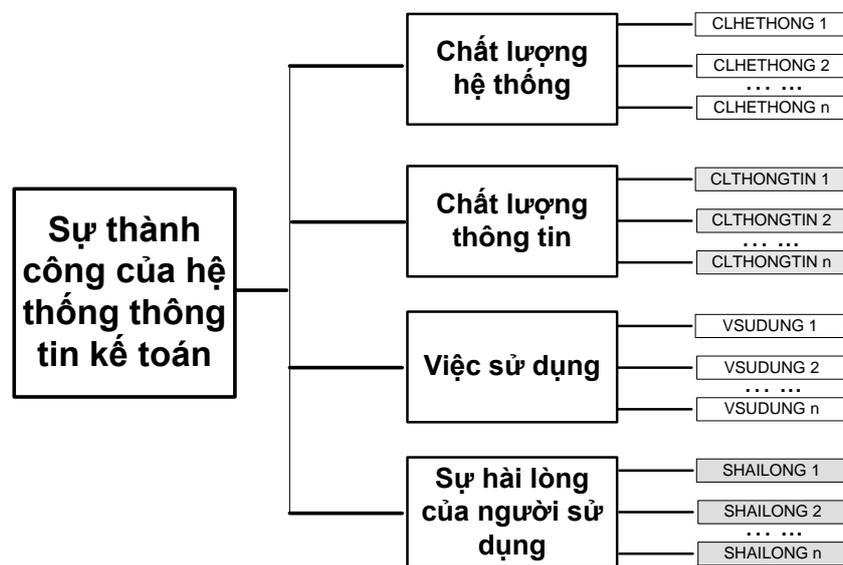 Sự thành
công của hệ
thống thông
tin kế toán
Chất lượng
hệ thống
CLHETHONG 1
CLHETHONG 2
... ...
CLHETHONG n
Chất lượng
thông tin
CLTHONGTIN 1
CLTHONGTIN 2
... ...
CLTHONGTIN n
Việc sử dụng
VSUDUNG 1
VSUDUNG 2
... ...
VSUDUNG n
Sự hài lòng
của người sử
dụng
SHAILONG 1
SHAILONG 2
... ...
SHAILONG n